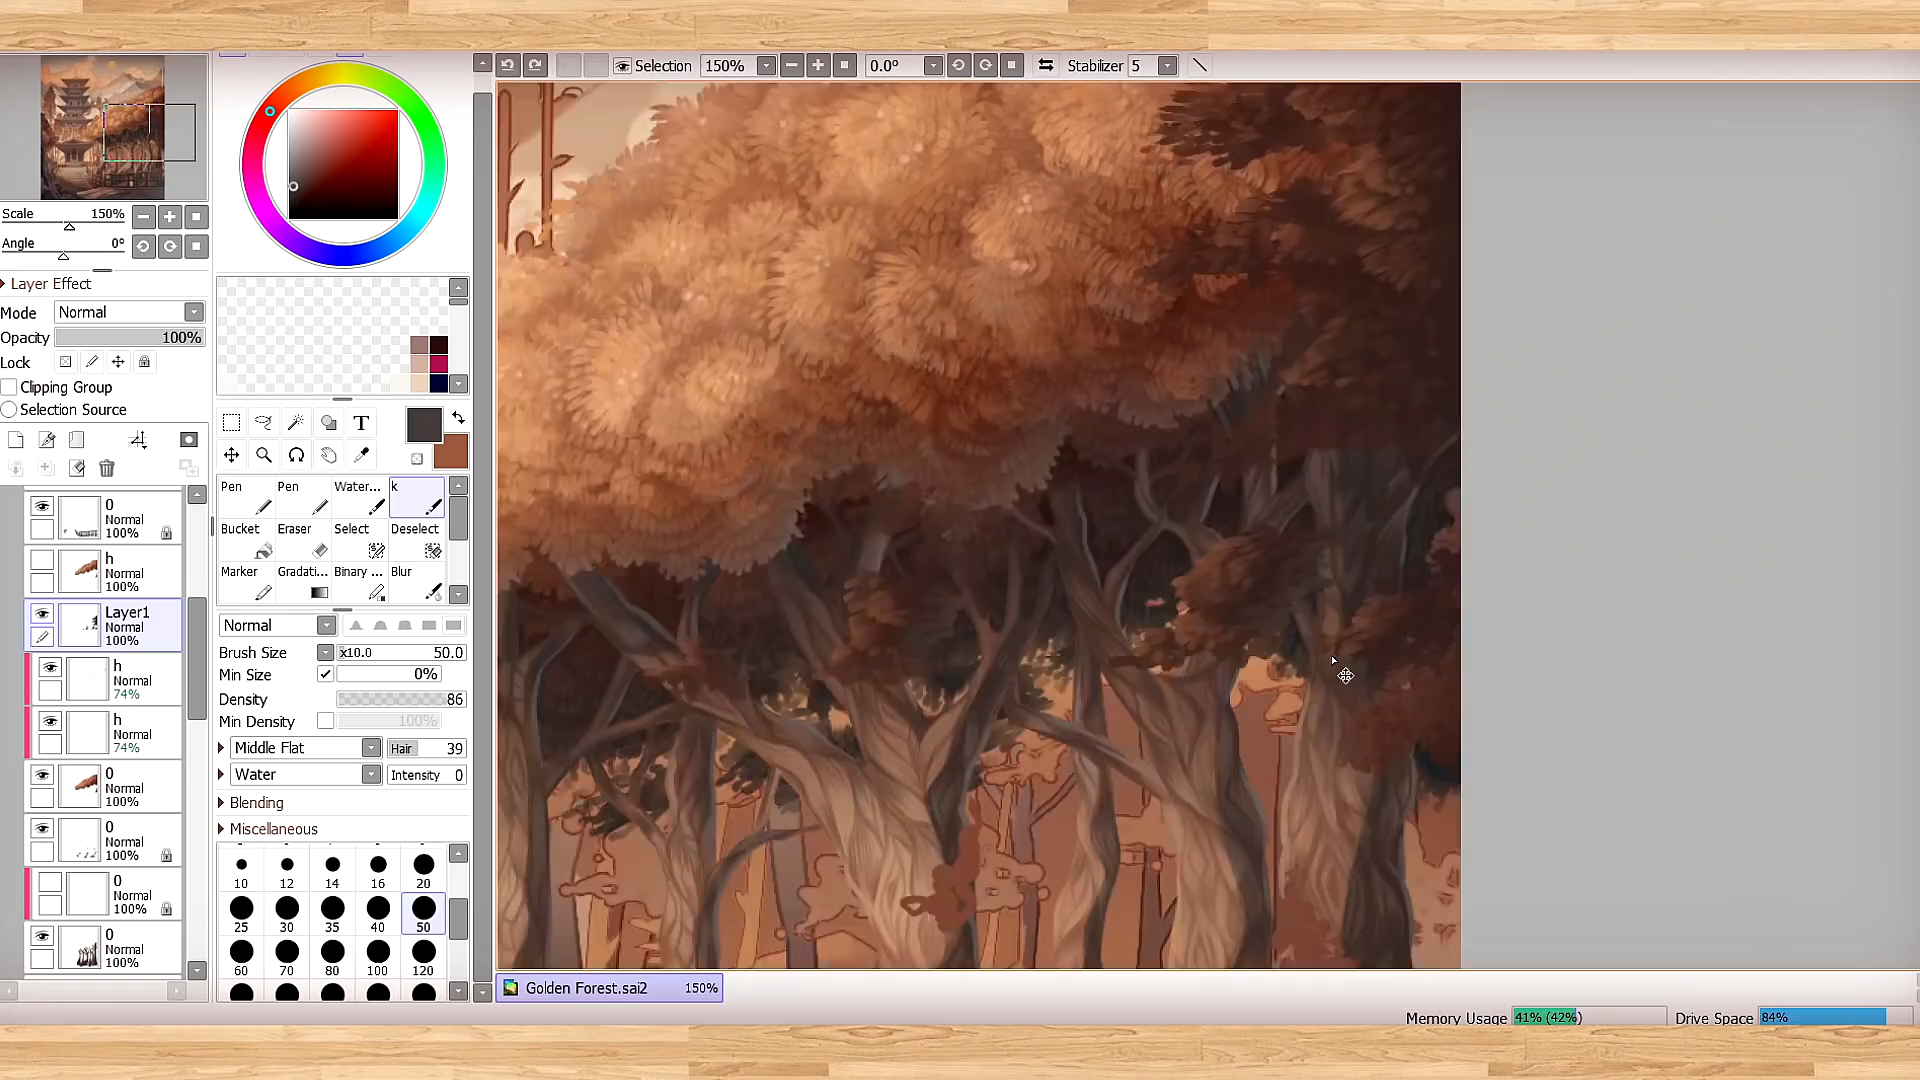 Selection 150% 0.0° Stabilizer 5
Scale 150%
Angle 0°
Layer Effect
Mode Normal
Opacity 100%
Lock
Clipping Group
Selection Source
0
Normal
100%
h
Normal
100%
Layer1
Normal
100%
h
Normal
74%
h
Normal
74%
0
Normal
100%
0
Normal
100%
0
Normal
100%
0
Normal
100%
T
Pen Pen Water... k
Bucket Eraser Select Deselect
Marker Gradati... Binary ... Blur
Normal
Brush Size x10.0 50.0
Min Size 0%
Density 86
Min Density 100%
Middle Flat Hair 39
Water Intensity 0
Blending
Miscellaneous
10 12 14 16 20
25 30 35 40 50
60 70 80 100 120
Golden Forest.sai2 150%
Memory Usage 41% (42%) Drive Space 84%